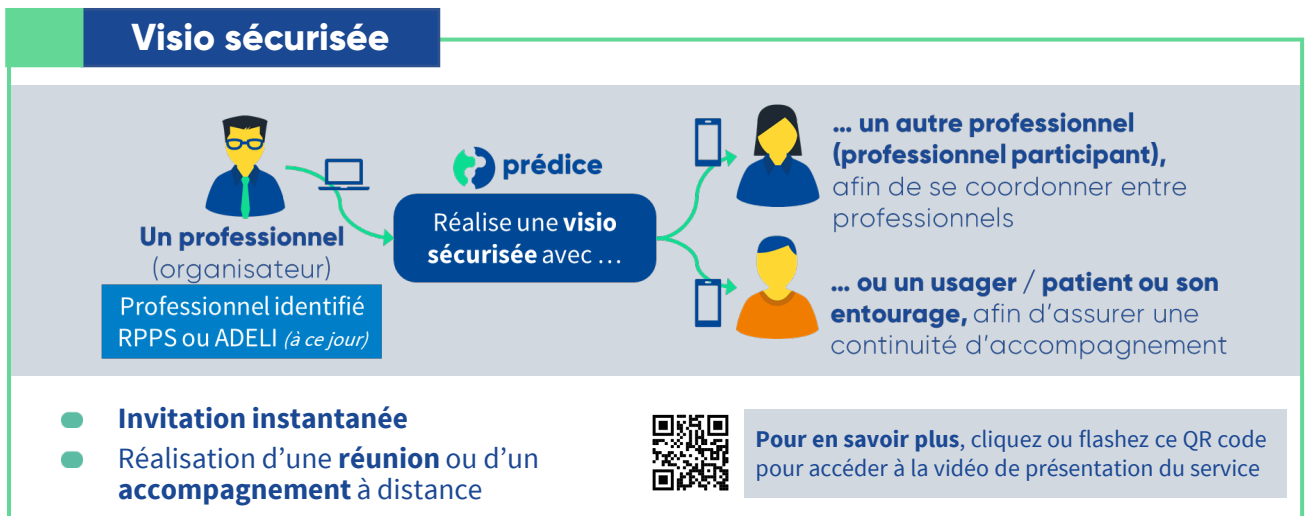 Visio sécurisée
Un professionnel
(organisateur)
Professionnel identifié
RPPS ou ADELI (à ce jour)
prédice
Réalise une visio
sécurisée avec …
... un autre professionnel
(professionnel participant),
afin de se coordonner entre
professionnels
... ou un usager / patient ou son
entourage, afin d’assurer une
continuité d’accompagnement
Invitation instantanée
Réalisation d’une réunion ou d’un
accompagnement à distance
Pour en savoir plus, cliquez ou flashez ce QR code
pour accéder à la vidéo de présentation du service